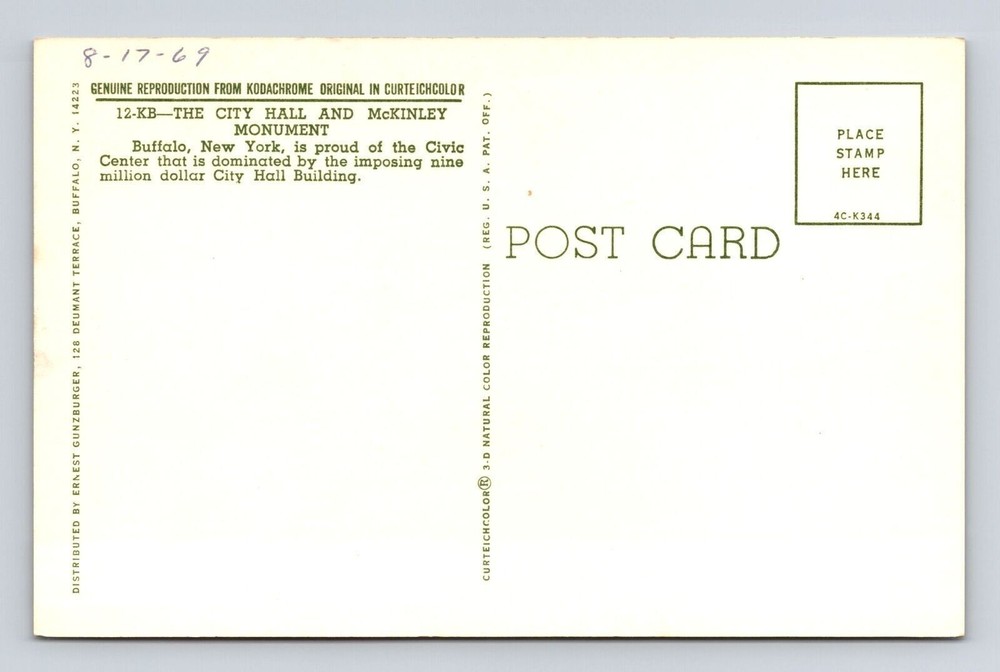 8-17-69
GENUINE REPRODUCTION FROM KODACHROME ORIGINAL IN CURTEICHCOLOR
12-KB—THE CITY HALL AND McKINLEY
MONUMENT
Buffalo, New York, is proud of the Civic
Center that is dominated by the imposing nine
million dollar City Hall Building.
DISTRIBUTED BY ERNEST GUNZBURGER, 128 DEUMANT TERRACE, BUFFALO, N. Y. 14223
CURTEICHCOLOR® 3-D NATURAL COLOR REPRODUCTION (REG. U. S. A. PAT. OFF.)
POST CARD
PLACE
STAMP
HERE
4C-K344